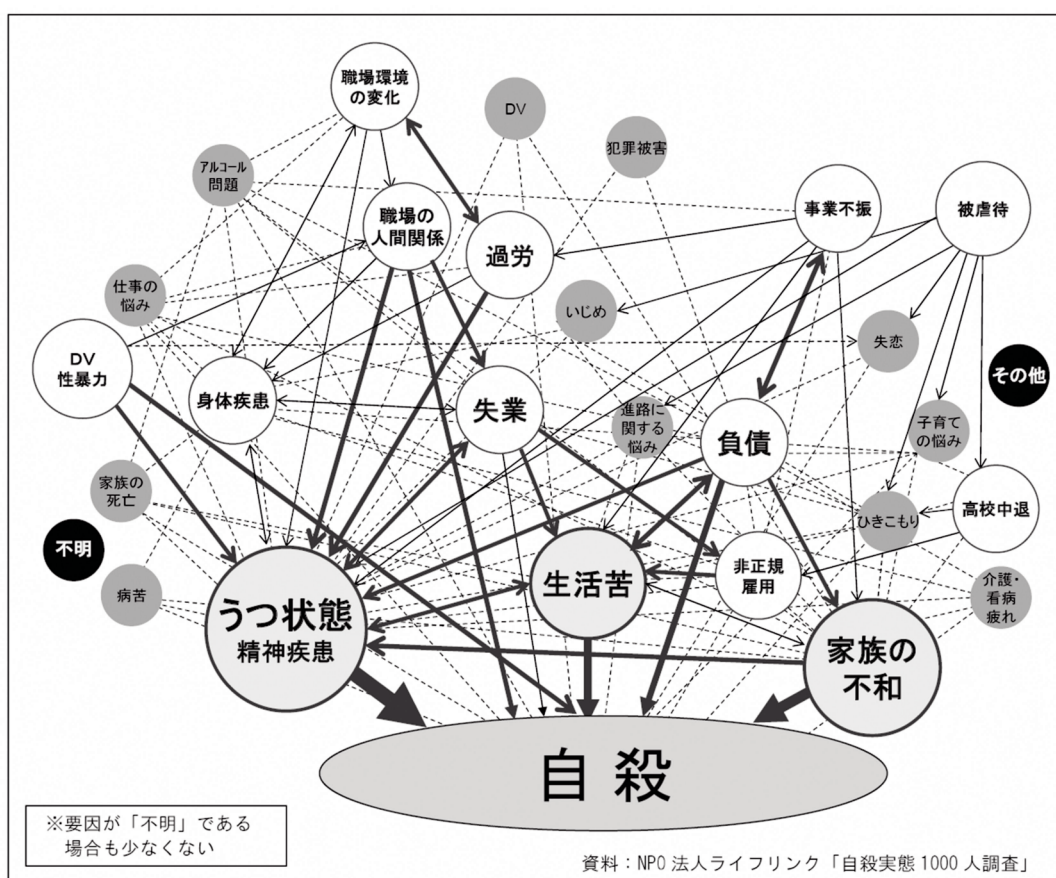 職場環境
の変化
DV
犯罪被害
アルコール
問題
職場の
人間関係
過労
事業不振
被虐待
仕事の
悩み
いじめ
失恋
DV
性暴力
その他
身体疾患
失業
進路に
関する
悩み
負債
子育て
の悩み
家族の
死亡
ひきこもり
高校中退
不明
病苦
うつ状態
精神疾患
生活苦
非正規
雇用
介護・
看病
疲れ
家族の
不和
自殺
※要因が「不明」である
場合も少なくない
資料：NPO法人ライフリンク「自殺実態1000人調査」